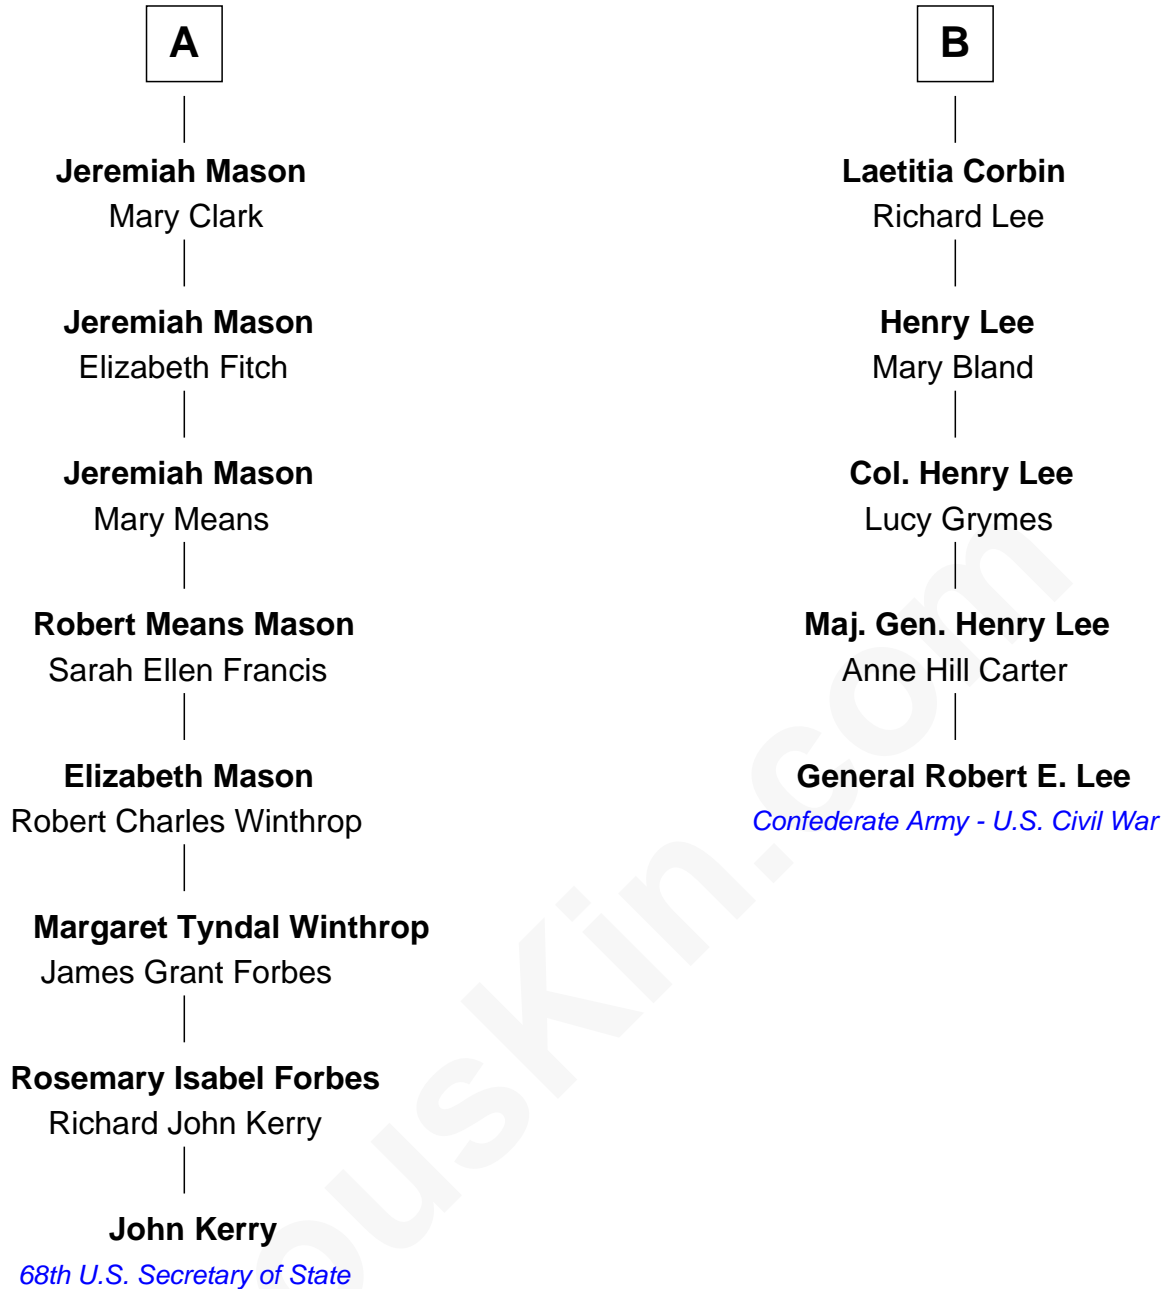 A
Jeremiah Mason
Mary Clark
Jeremiah Mason
Elizabeth Fitch
Jeremiah Mason
Mary Means
Robert Means Mason
Sarah Ellen Francis
Elizabeth Mason
Robert Charles Winthrop
Margaret Tyndal Winthrop
James Grant Forbes
Rosemary Isabel Forbes
Richard John Kerry
John Kerry
68th U.S. Secretary of State
B
Laetitia Corbin
Richard Lee
Henry Lee
Mary Bland
Col. Henry Lee
Lucy Grymes
Maj. Gen. Henry Lee
Anne Hill Carter
General Robert E. Lee
Confederate Army - U.S. Civil War
ousKin.com